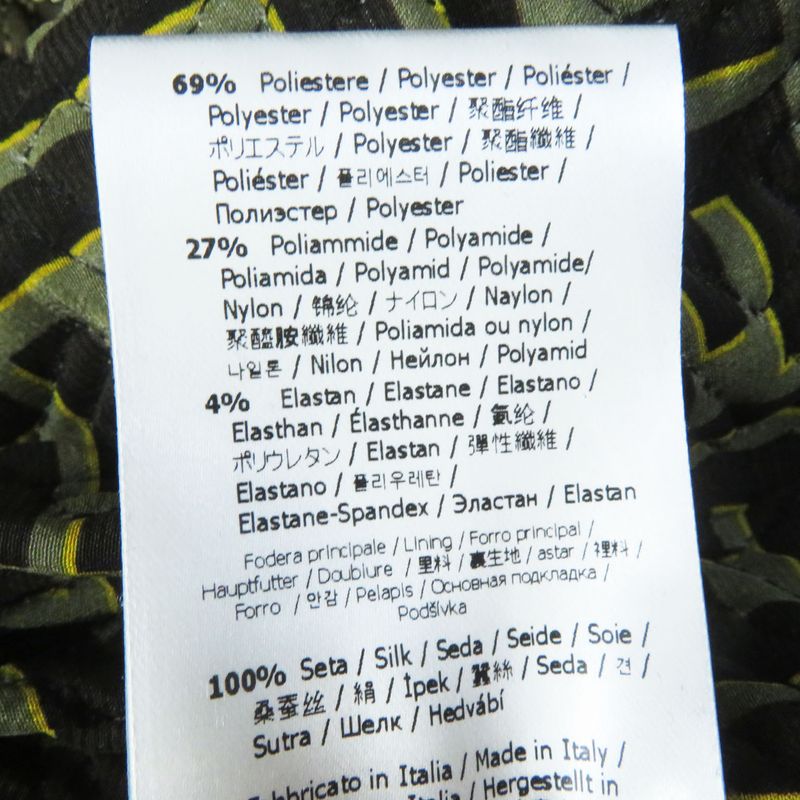 69% Poliestere / Polyester / Poliéster /
Polyester / Polyester / 聚酯纤维 /
ポリエステル / Polyester / 聚酯纖維 /
Poliéster / 폴리에스터 / Poliester /
Полиэстер / Polyester
27% Poliammide / Polyamide /
Poliamida / Polyamid / Polyamide/
Nylon / 锦纶 / ナイロン / Naylon /
聚醯胺纖維 / Poliamida ou nylon /
나일론 / Nilon / Нейлон / Polyamid
4% Elastan / Elastane / Elastano /
Elasthan / Élasthanne / 氨纶 /
ポリウレタン / Elastan / 彈性纖維 /
Elastano / 폴리우레탄 /
Elastane-Spandex / Эластан / Elastan
Fodera principale / Lining / Forro principal /
Hauptfutter / Doublure / 里料 / 裏生地 / astar / 裡料 /
Forro / 안감 / Pelapis / Основная подкладка /
Podšívka
100% Seta / Silk / Seda / Seide / Soie /
桑蚕丝 / 絹 / İpek / 蠶絲 / Seda / 견 /
Sutra / Шелк / Hedvábí
Fabbricato in Italia / Made in Italy /
Italia / Hergestellt in